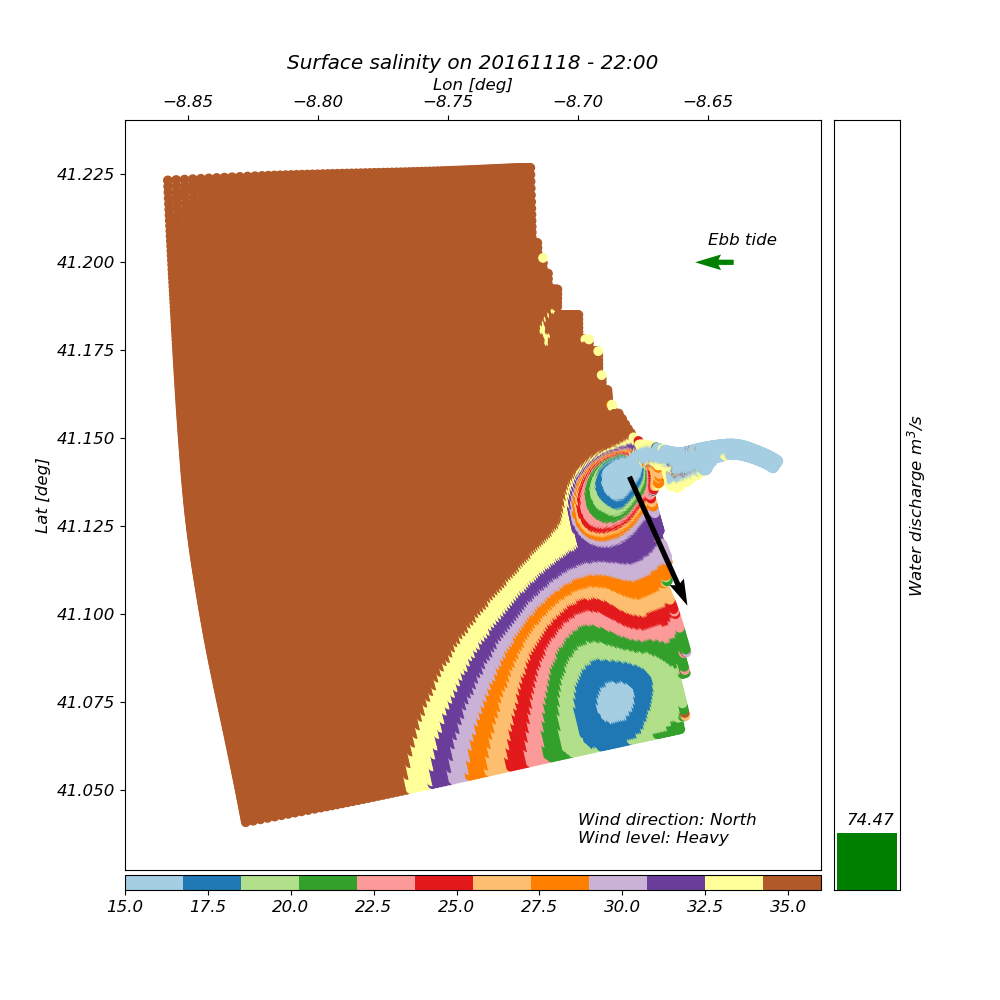 Surface salinity on 20161118 - 22:00
Lon [deg]
−8.85 −8.80 −8.75 −8.70 −8.65
41.225
Ebb tide
41.200
41.175
41.150
41.125
41.100
41.075
41.050
Lat [deg]
Water discharge m³/s
Wind direction: North
Wind level: Heavy
74.47
15.0 17.5 20.0 22.5 25.0 27.5 30.0 32.5 35.0